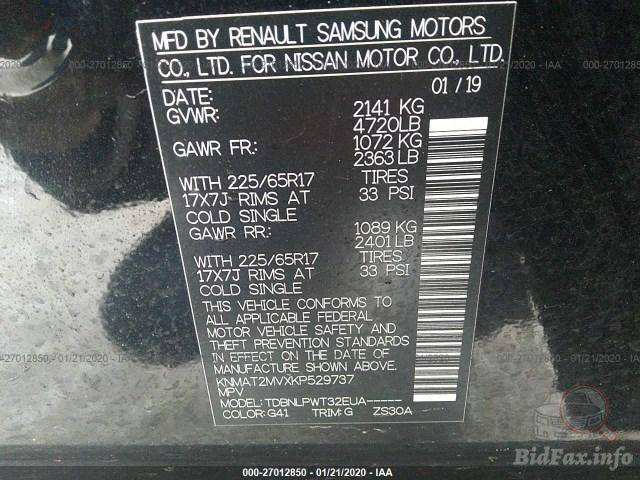 MFD BY RENAULT SAMSUNG MOTORS
CO., LTD. FOR NISSAN MOTOR CO., LTD.
DATE: 01/19
GVWR: 2141 KG
4720LB
GAWR FR: 1072 KG
2363 LB
WITH 225/65R17 TIRES
17X7J RIMS AT 33 PSI
COLD SINGLE
GAWR RR: 1089 KG
2401 LB
WITH 225/65R17 TIRES
17X7J RIMS AT 33 PSI
COLD SINGLE
THIS VEHICLE CONFORMS TO
ALL APPLICABLE FEDERAL
MOTOR VEHICLE SAFETY AND
THEFT PREVENTION STANDARDS
IN EFFECT ON THE DATE OF
MANUFACTURE SHOWN ABOVE.
KNMAT2MVXKP529737
MPV
MODEL: TDBNLPWT32EUA-----
COLOR: G41 TRIM: G ZS30A
000-27012850 - 01/21/2020 - IAA
BidFax.info